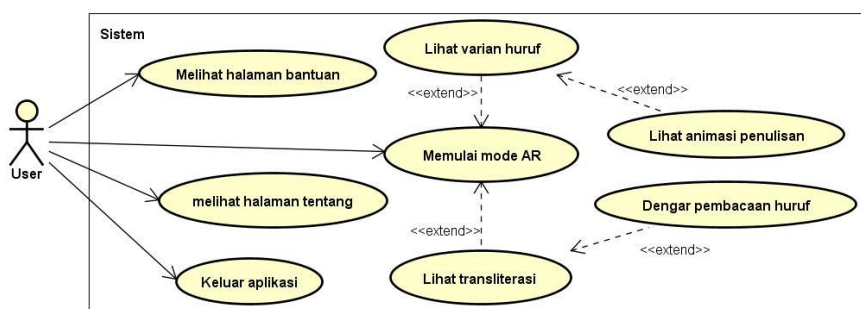 Sistem
Lihat varian huruf
Melihat halaman bantuan
<<extend>>
<<extend>>
Lihat animasi penulisan
Memulai mode AR
User
melihat halaman tentang
Dengar pembacaan huruf
<<extend>>
<<extend>>
Keluar aplikasi
Lihat transliterasi